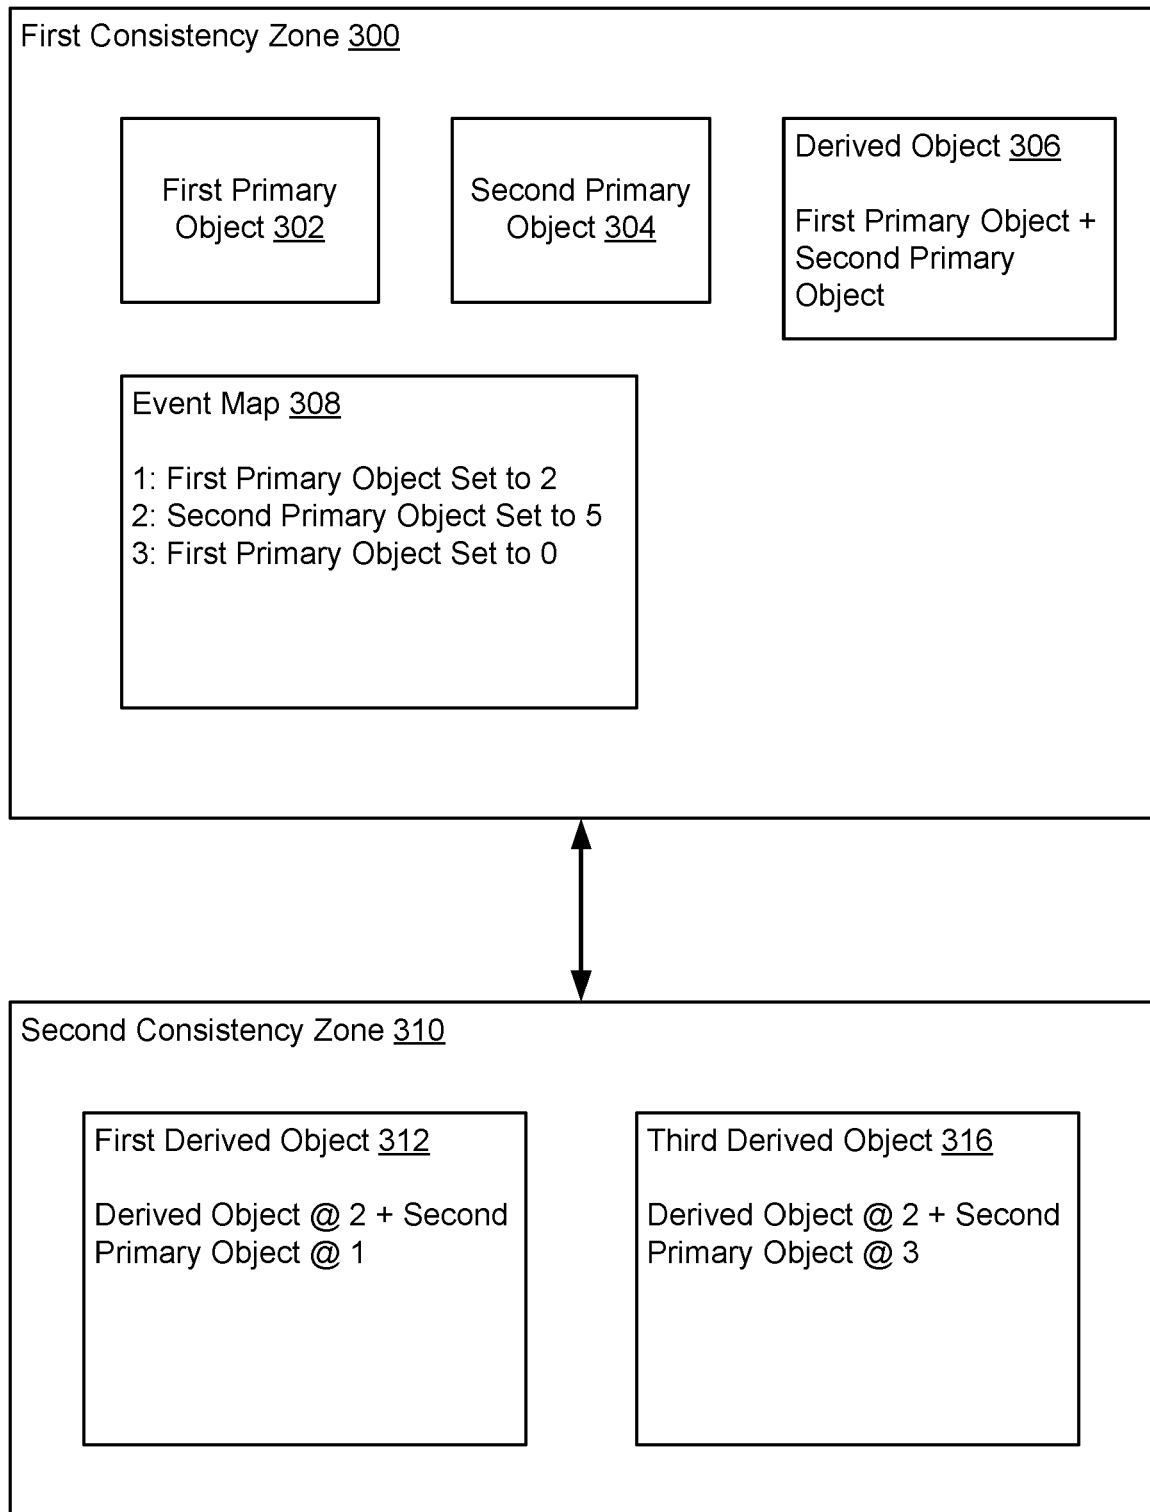 First Consistency Zone 300
First Primary
Object 302
Second Primary
Object 304
Derived Object 306
First Primary Object +
Second Primary
Object
Event Map 308
1: First Primary Object Set to 2
2: Second Primary Object Set to 5
3: First Primary Object Set to 0
Second Consistency Zone 310
First Derived Object 312
Derived Object @ 2 + Second
Primary Object @ 1
Third Derived Object 316
Derived Object @ 2 + Second
Primary Object @ 3